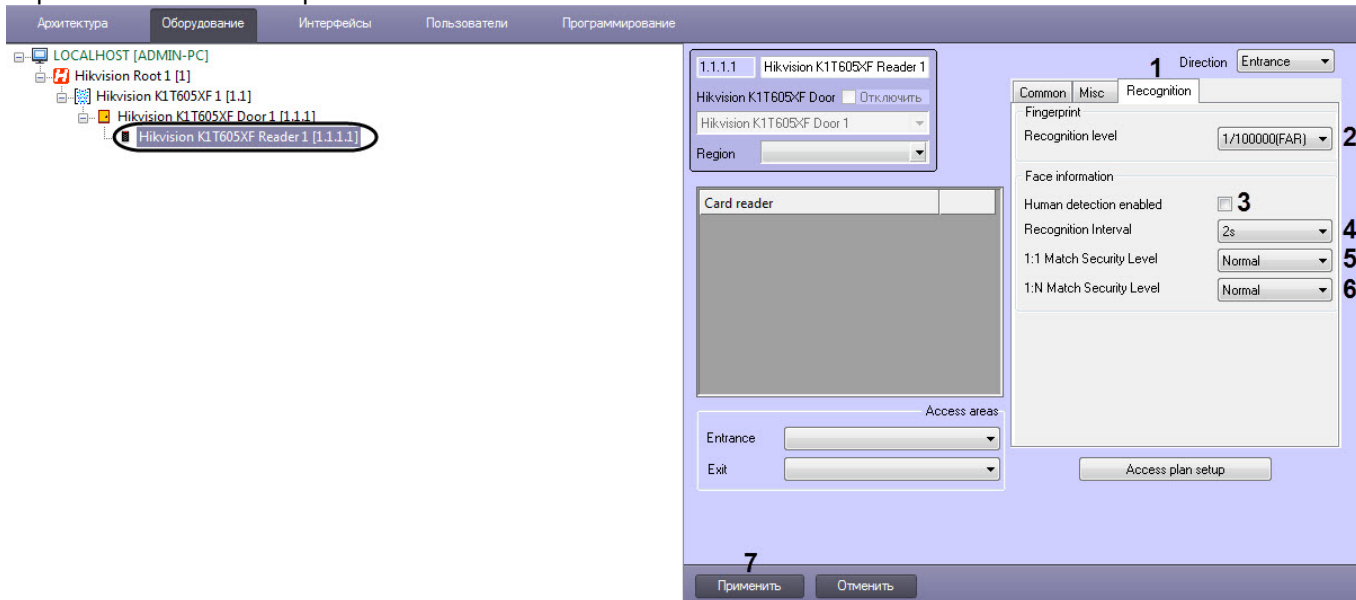 Архитектура Оборудование Интерфейсы Пользователи Программирование
LOCALHOST [ADMIN-PC]
Hikvision Root 1 [1]
Hikvision K1T605XF 1 [1.1]
Hikvision K1T605XF Door 1 [1.1.1]
Hikvision K1T605XF Reader 1 [1.1.1.1]
1.1.1.1 Hikvision K1T605XF Reader 1
Hikvision K1T605XF Door Отключить
Hikvision K1T605XF Door 1
Region
Card reader
Access areas
Entrance
Exit
1 Direction Entrance
Common Misc Recognition
Fingerprint
Recognition level 1/100000(FAR) 2
Face information
Human detection enabled 3
Recognition Interval 2s 4
1:1 Match Security Level Normal 5
1:N Match Security Level Normal 6
Access plan setup
7
Применить Отменить